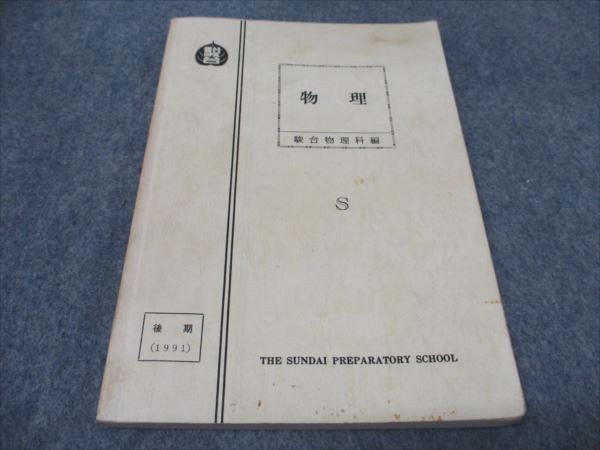 駿台
物理
駿台物理科編
S
後期
(1991)
THE SUNDAI PREPARATORY SCHOOL